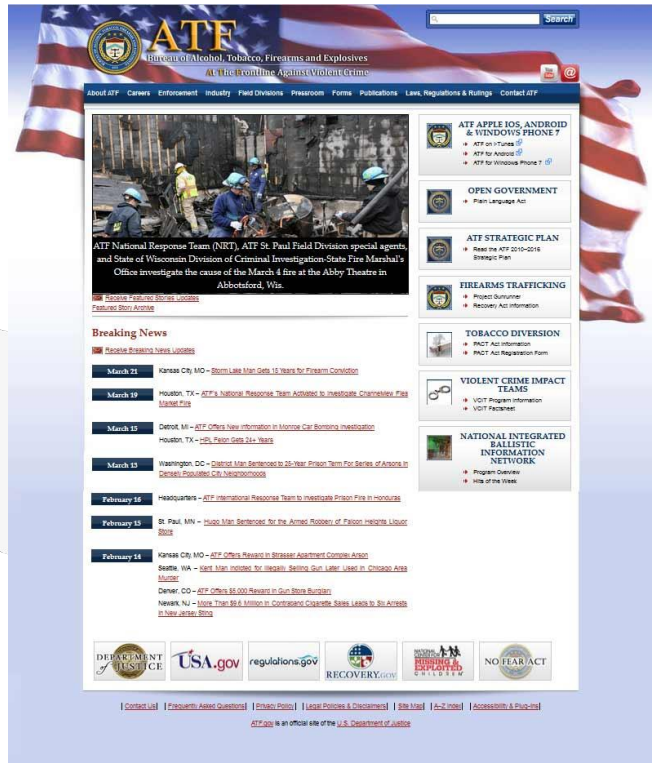 Search
ATF
Bureau of Alcohol, Tobacco, Firearms and Explosives
At the Frontline Against Violent Crime
About ATF Careers Enforcement Industry Field Divisions Pressroom Forms Publications Laws, Regulations & Rulings Contact ATF
ATF National Response Team (NRT), ATF St. Paul Field Division special agents,
and State of Wisconsin Division of Criminal Investigation-State Fire Marshal's
Office investigate the cause of the March 4 fire at the Abby Theatre in
Abbotsford, Wis.
Receive Featured Stories Updates
Featured Story Archive
Breaking News
Receive Breaking News Updates
March 21
Kansas City, MO – Storm Lake Man Gets 15 Years for Firearm Conviction
March 19
Houston, TX – ATF's National Response Team Activated to Investigate Channelview Flea
Market Fire
March 15
Detroit, MI – ATF Offers New Information in Monroe Car Bombing Investigation
Houston, TX – HPL Felon Gets 24+ Years
March 13
Washington, DC – District Man Sentenced to 25-Year Prison Term For Series of Arsons in
Densely Populated City Neighborhoods
February 16
Headquarters – ATF International Response Team to Investigate Prison Fire in Honduras
February 15
St. Paul, MN – Hugo Man Sentenced for the Armed Robbery of Falcon Heights Liquor
Store
February 14
Kansas City, MO – ATF Offers Reward in Strasser Apartment Complex Arson
Seattle, WA – Kent Man Indicted for Illegally Selling Gun Later Used in Chicago Area
Murder
Denver, CO – ATF Offers $5,000 Reward in Gun Store Burglary
Newark, NJ – More Than $9.6 Million in Contraband Cigarette Sales Leads to Six Arrests
in New Jersey Sting
ATF APPLE IOS, ANDROID
& WINDOWS PHONE 7
ATF on i-Tunes
ATF for Android
ATF for Windows Phone 7
OPEN GOVERNMENT
Plain Language Act
ATF STRATEGIC PLAN
Read the ATF 2010–2016
Strategic Plan
FIREARMS TRAFFICKING
Project Gunrunner
Recovery Act Information
TOBACCO DIVERSION
PACT Act Information
PACT Act Registration Form
VIOLENT CRIME IMPACT
TEAMS
VCIT Program Information
VCIT Factsheet
NATIONAL INTEGRATED
BALLISTIC
INFORMATION
NETWORK
Program Overview
Hits of the Week
DEPARTMENT
of JUSTICE
USA.gov
regulations.gov
RECOVERY.GOV
NATIONAL CENTER FOR
MISSING &
EXPLOITED
CHILDREN
NO FEAR ACT
| Contact Us| | Frequently Asked Questions| | Privacy Policy| | Legal Policies & Disclaimers| | Site Map| | A–Z Index| | Accessibility & Plug-ins|
ATF.gov is an official site of the U.S. Department of Justice